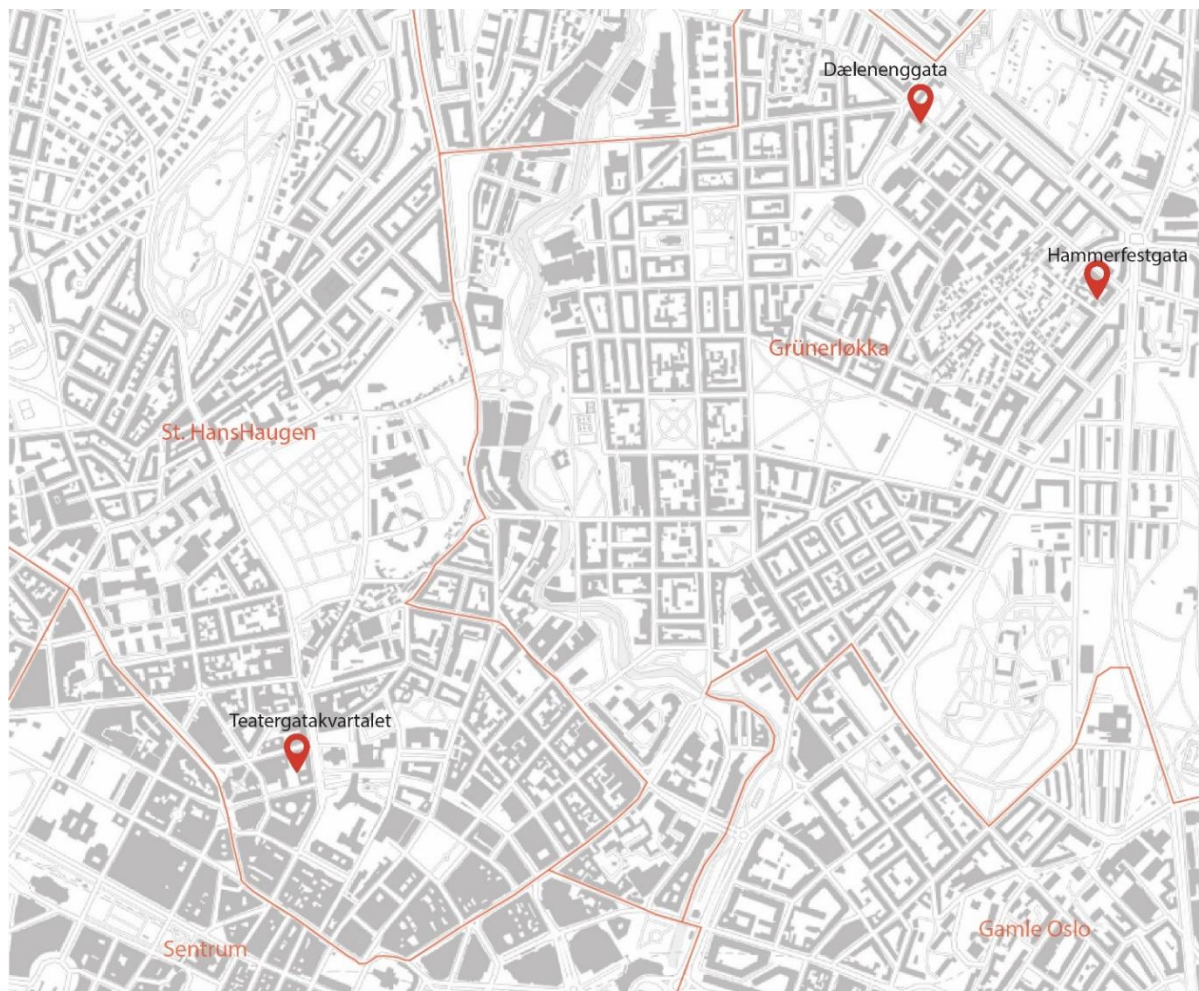 Dælenenggata
Hammerfestgata
Grünerløkka
St. HansHaugen
Teatergatakvartalet
Gamle Oslo
Sentrum